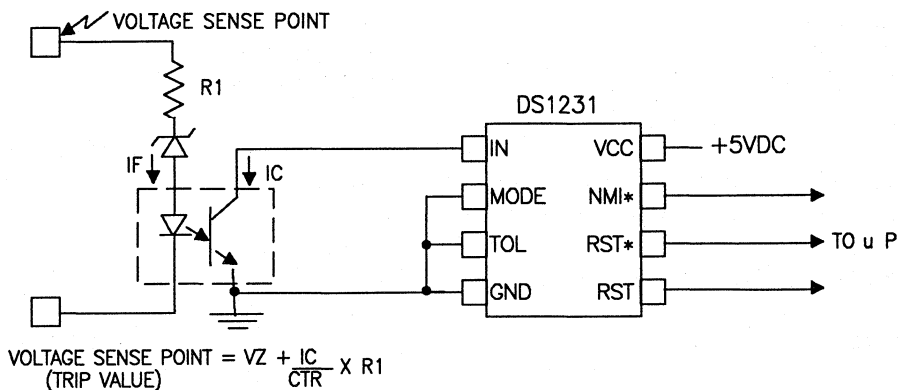 VOLTAGE SENSE POINT
R1
DS1231
IN VCC +5VDC
IF IC
MODE NMI*
TOL RST* TO u P
GND RST
VOLTAGE SENSE POINT = VZ + IC/CTR X R1
(TRIP VALUE)